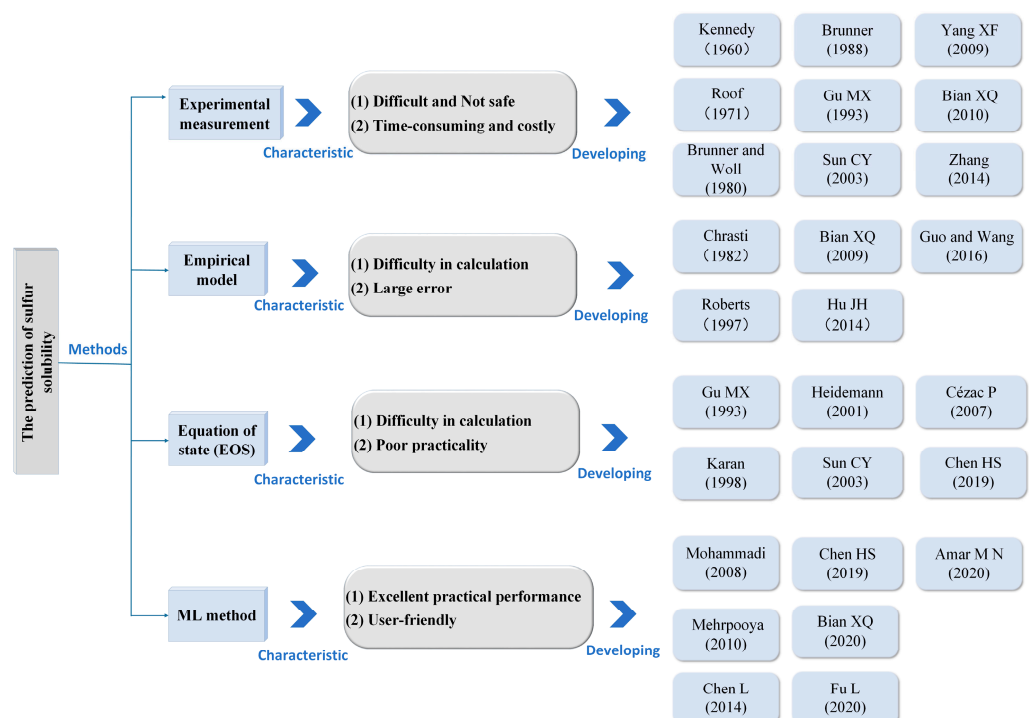 The prediction of sulfur
solubility
Methods
Experimental
measurement
Characteristic
(1) Difficult and Not safe
(2) Time-consuming and costly
Developing
Kennedy
（1960）
Brunner
(1988)
Yang XF
(2009)
Roof
（1971）
Gu MX
(1993)
Bian XQ
(2010)
Brunner and
Woll
(1980)
Sun CY
(2003)
Zhang
(2014)
Empirical
model
Characteristic
(1) Difficulty in calculation
(2) Large error
Developing
Chrasti
（1982）
Bian XQ
(2009)
Guo and Wang
(2016)
Roberts
(1997)
Hu JH
（2014）
Equation of
state (EOS)
Characteristic
(1) Difficulty in calculation
(2) Poor practicality
Developing
Gu MX
(1993)
Heidemann
(2001)
Cézac P
(2007)
Karan
(1998)
Sun CY
(2003)
Chen HS
(2019)
ML method
Characteristic
(1) Excellent practical performance
(2) User-friendly
Developing
Mohammadi
(2008)
Chen HS
(2019)
Amar M N
(2020)
Mehrpooya
(2010)
Bian XQ
(2020)
Chen L
(2014)
Fu L
(2020)